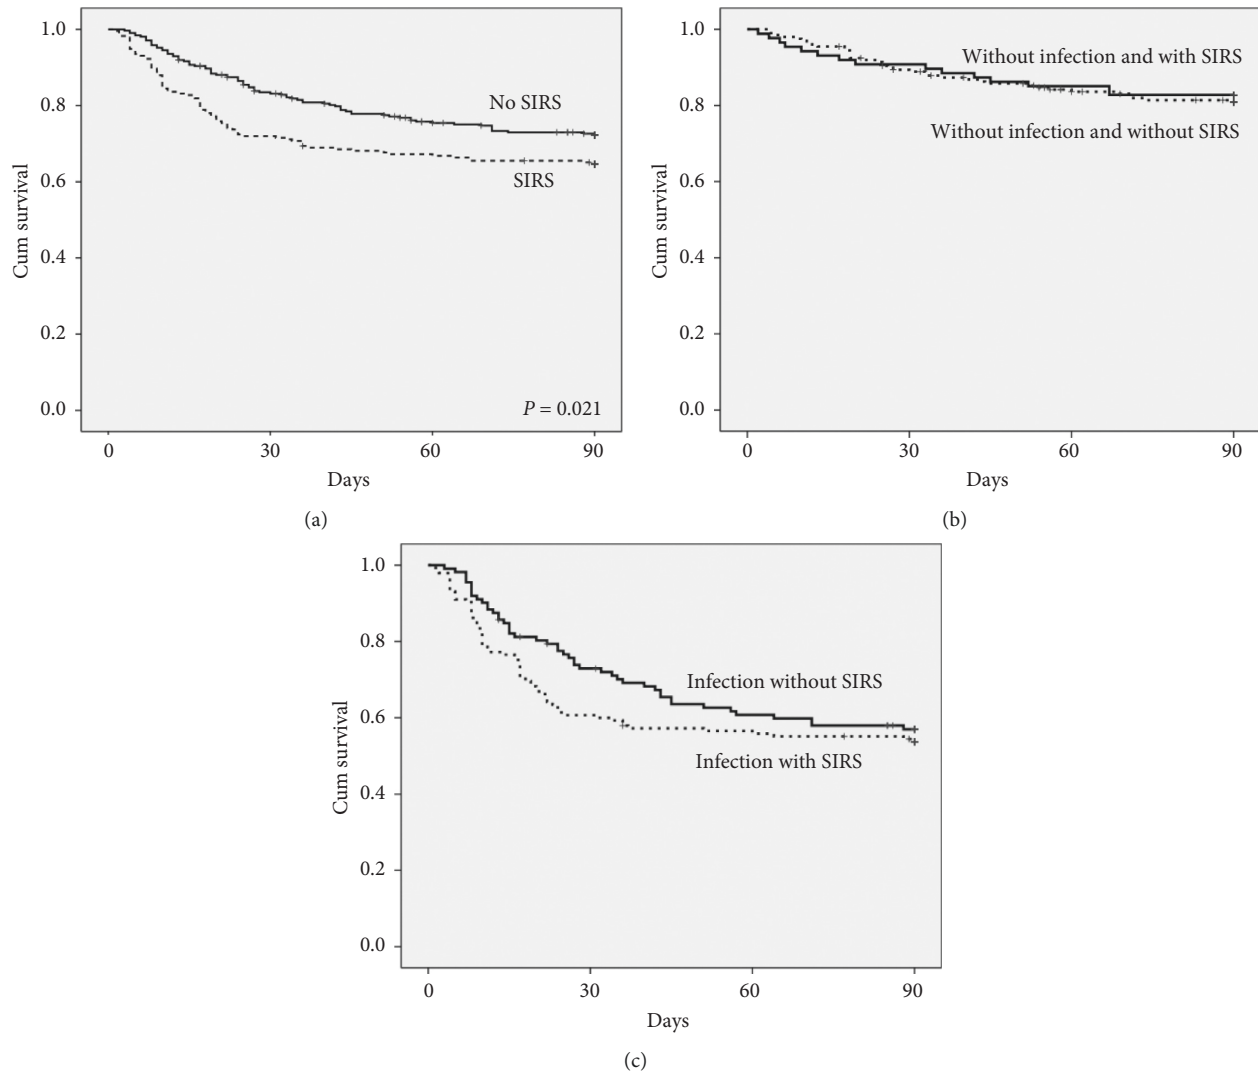 Cum survival
1.0
0.8
0.6
0.4
0.2
0.0
No SIRS
SIRS
P = 0.021
0 30 60 90
Days
(a)
Cum survival
1.0
0.8
0.6
0.4
0.2
0.0
Without infection and with SIRS
Without infection and without SIRS
0 30 60 90
Days
(b)
Cum survival
1.0
0.8
0.6
0.4
0.2
0.0
Infection without SIRS
Infection with SIRS
0 30 60 90
Days
(c)